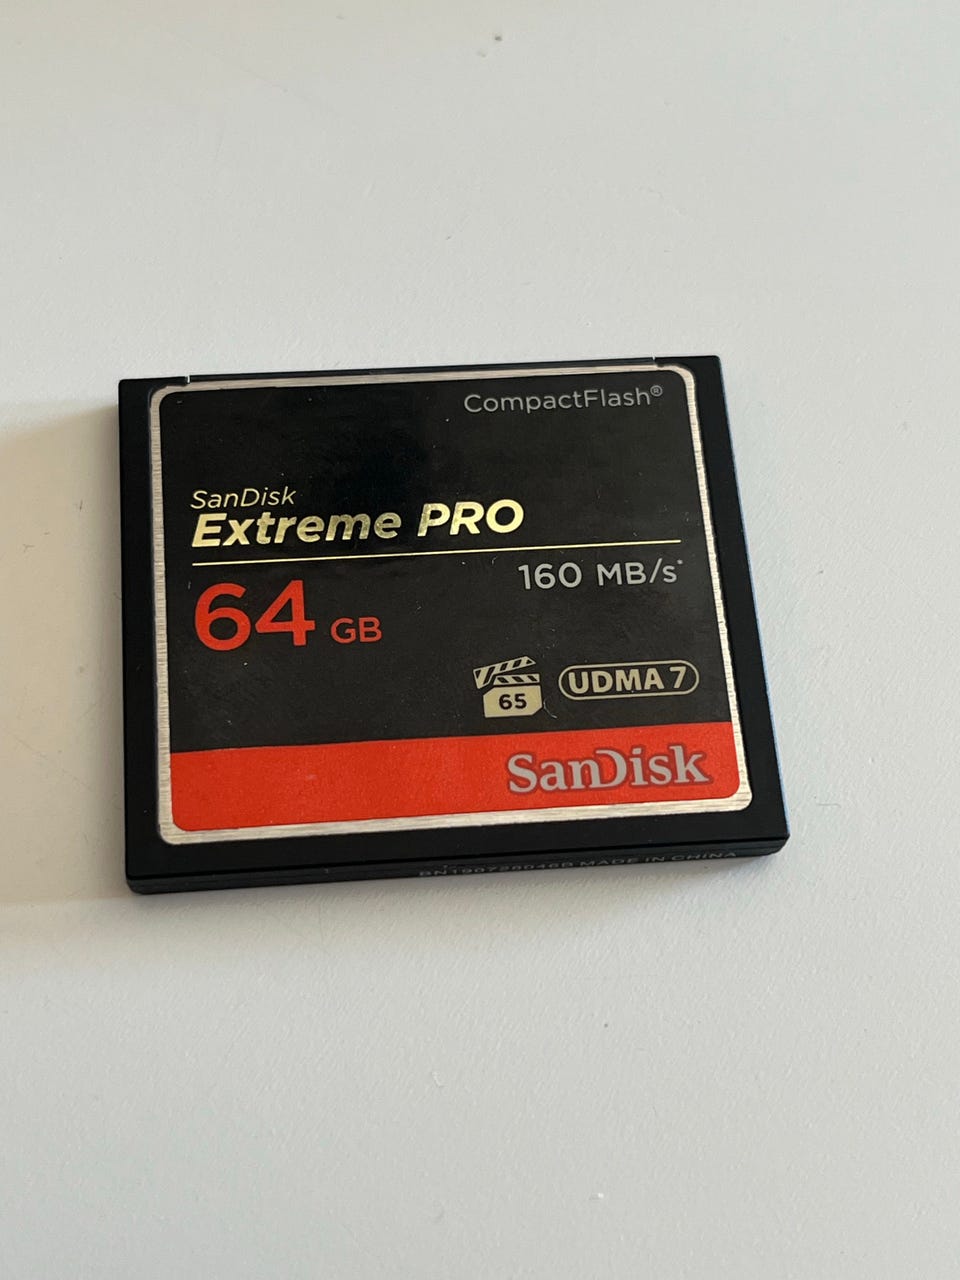 CompactFlash®
SanDisk
Extreme PRO
160 MB/s*
64 GB
65
UDMA 7
SanDisk
MADE IN CHINA